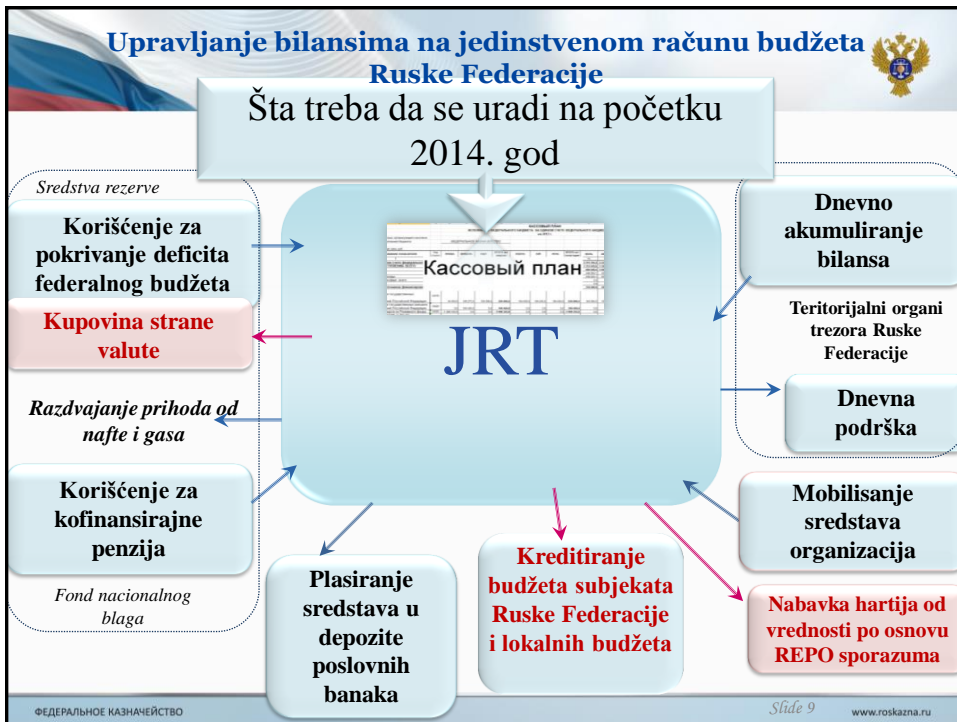 Upravljanje bilansima na jedinstvenom računu budžeta
Ruske Federacije
Šta treba da se uradi na početku
2014. god
Sredstva rezerve
Korišćenje za
pokrivanje deficita
federalnog budžeta
Kupovina strane
valute
Razdvajanje prihoda od
nafte i gasa
Korišćenje za
kofinansirajne
penzija
Fond nacionalnog
blaga
Кассовый план
JRT
Dnevno
akumuliranje
bilansa
Teritorijalni organi
trezora Ruske
Federacije
Dnevna
podrška
Mobilisanje
sredstava
organizacija
Plasiranje
sredstava u
depozite
poslovnih
banaka
Kreditiranje
budžeta subjekata
Ruske Federacije
i lokalnih budžeta
Nabavka hartija od
vrednosti po osnovu
REPO sporazuma
ФЕДЕРАЛЬНОЕ КАЗНАЧЕЙСТВО
Slide 9
www.roskazna.ru